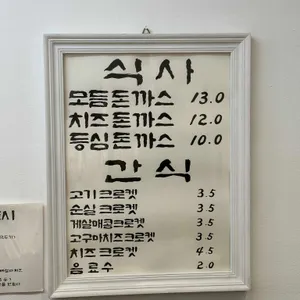 식사
모듬돈까스 13.0
치즈돈까스 12.0
등심돈까스 10.0
간식
고기크로켓 3.5
순살크로켓 3.5
게살매콤크로켓 3.5
고구마치즈크로켓 3.5
치즈크로켓 4.5
음료수 2.0